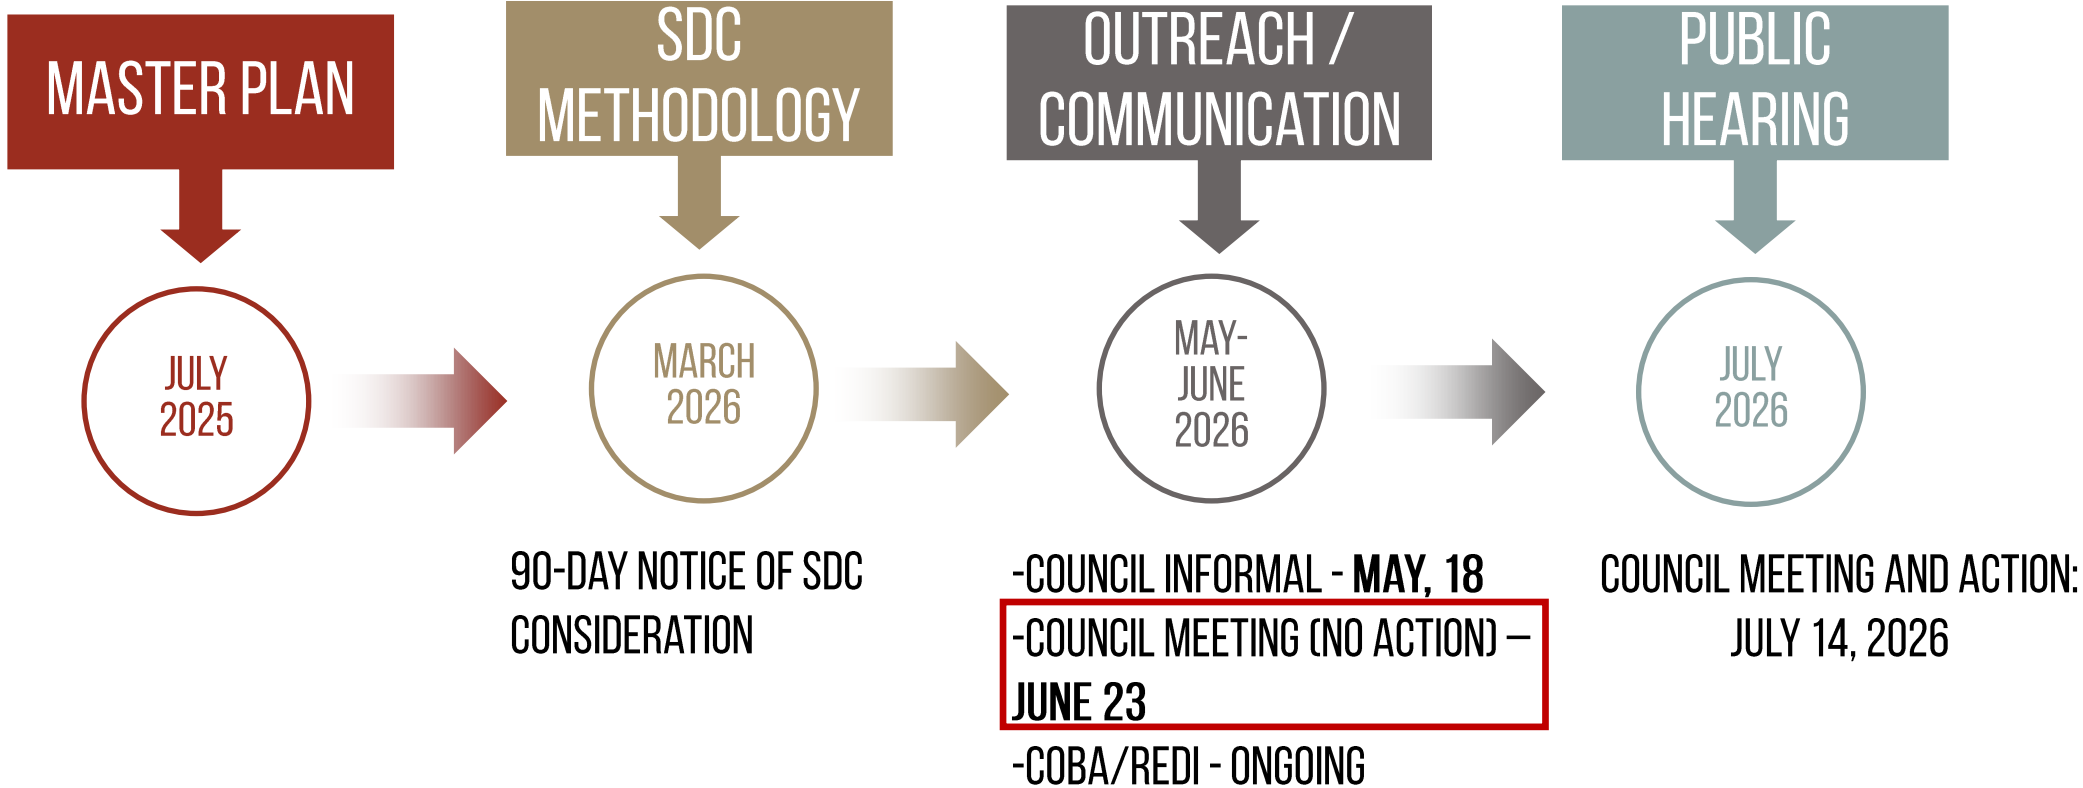 MASTER PLAN
JULY
2025
SDC
METHODOLOGY
MARCH
2026
90-DAY NOTICE OF SDC
CONSIDERATION
OUTREACH /
COMMUNICATION
MAY-
JUNE
2026
-COUNCIL INFORMAL - MAY, 18
-COUNCIL MEETING (NO ACTION) –
JUNE 23
-COBA/REDI - ONGOING
PUBLIC
HEARING
JULY
2026
COUNCIL MEETING AND ACTION:
JULY 14, 2026